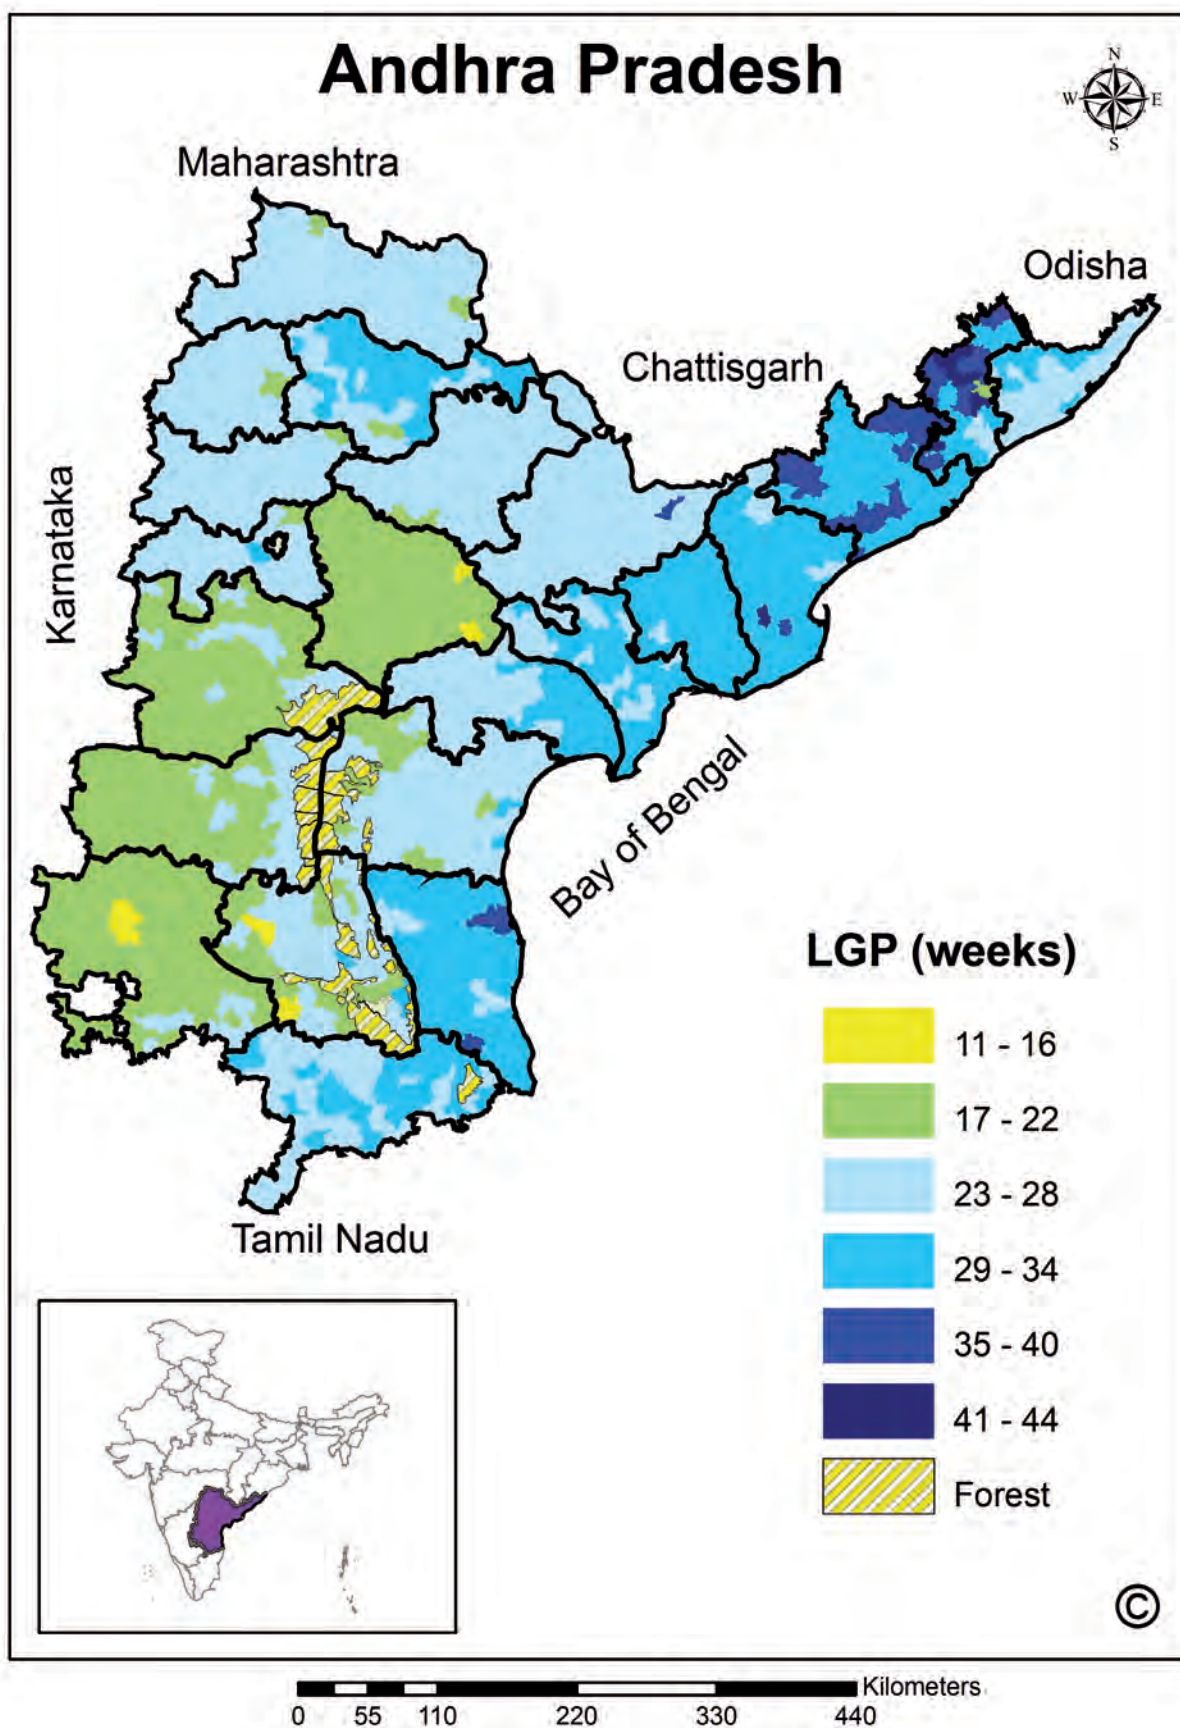 Andhra Pradesh
N
W E
S
Maharashtra
Odisha
Chattisgarh
Karnataka
Bay of Bengal
Tamil Nadu
LGP (weeks)
11 - 16
17 - 22
23 - 28
29 - 34
35 - 40
41 - 44
Forest
©
Kilometers
0 55 110 220 330 440